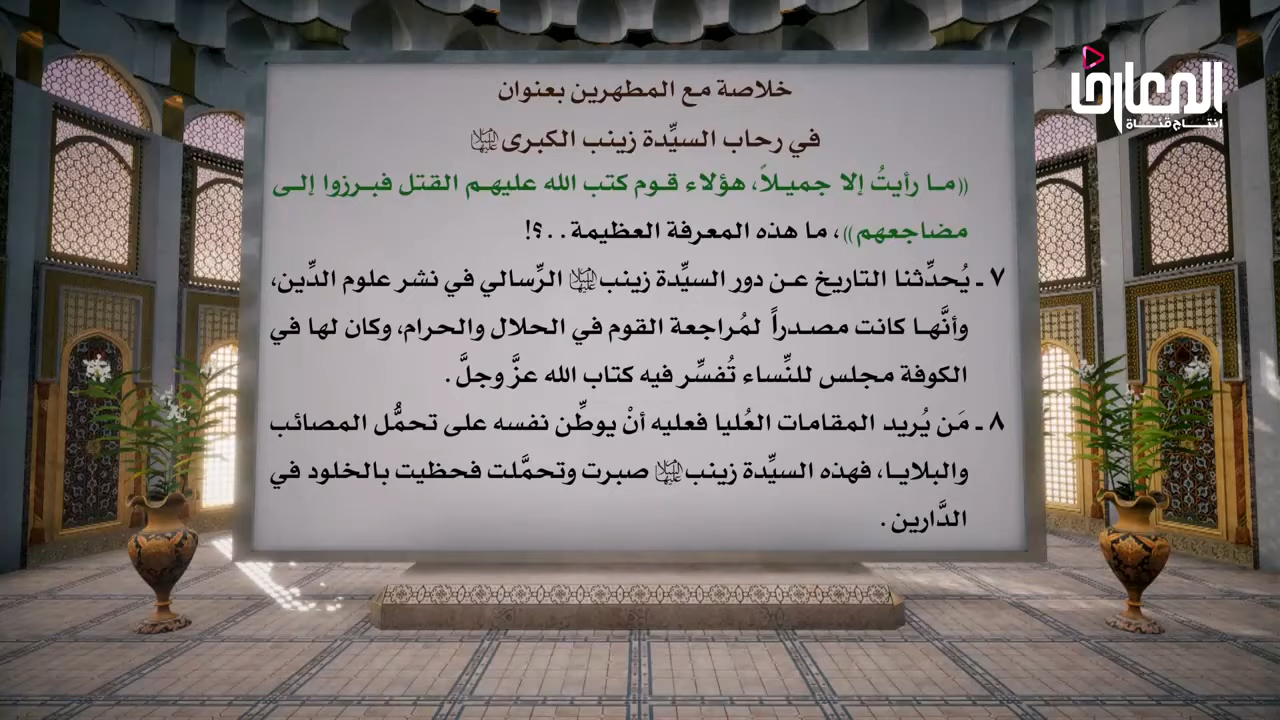 المعارف
انتاج قناة
خلاصة مع المطهرين بعنوان
في رحاب السيِّدة زينب الكبرى عليها السلام
((ما رأيتُ إلا جميلاً، هؤلاء قوم كتب الله عليهم القتل فبرزوا إلى
مضاجعهم))، ما هذه المعرفة العظيمة..؟!
٧ ـ يُحدِّثنا التاريخ عن دور السيِّدة زينب عليها السلام الرِّسالي في نشر علوم الدِّين،
وأنَّها كانت مصدراً لمُراجعة القوم في الحلال والحرام، وكان لها في
الكوفة مجلس للنِّساء تُفسِّر فيه كتاب الله عزَّ وجلَّ.
٨ ـ مَن يُريد المقامات العُليا فعليه أنْ يوطِّن نفسه على تحمُّل المصائب
والبلايا، فهذه السيِّدة زينب عليها السلام صبرت وتحمَّلت فحظيت بالخلود في
الدَّارين.